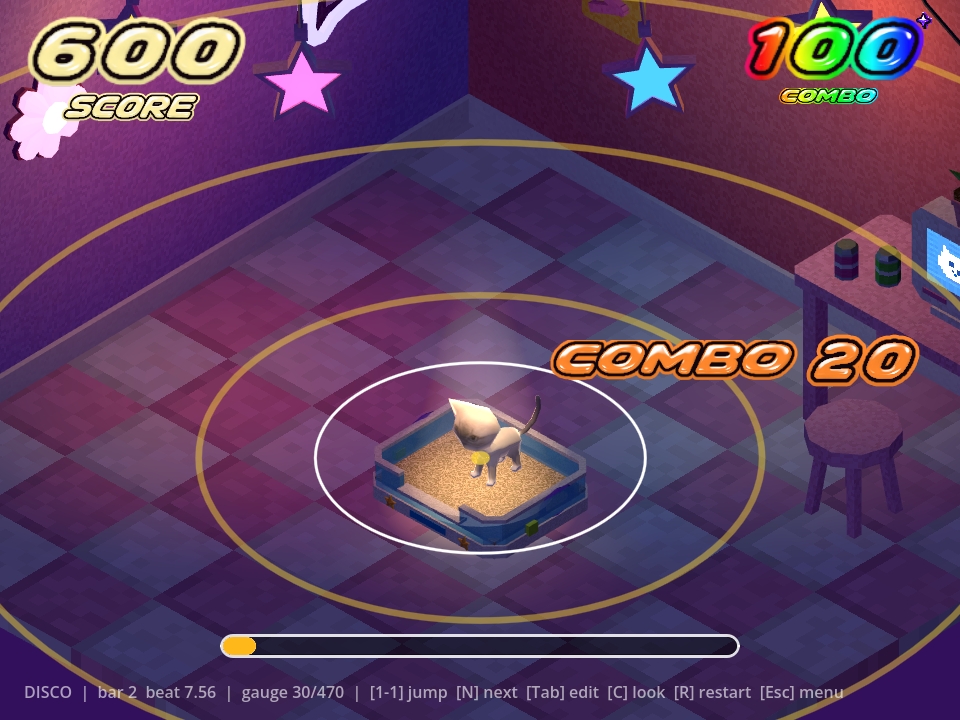 600
SCORE
100
COMBO
COMBO 20
DISCO | bar 2 beat 7.56 | gauge 30/470 | [1-1] jump [N] next [Tab] edit [C] look [R] restart [Esc] menu